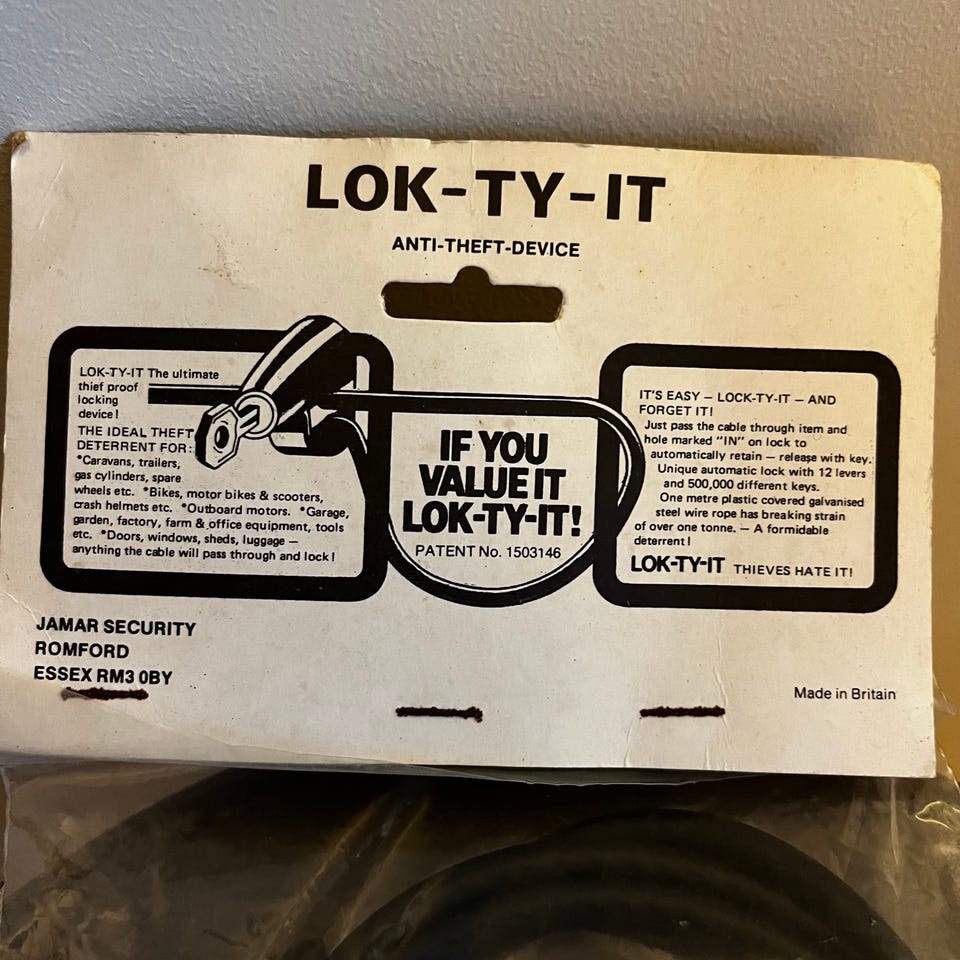 LOK-TY-IT
ANTI-THEFT-DEVICE
LOK-TY-IT The ultimate
thief proof
locking
device!
THE IDEAL THEFT
DETERRENT FOR:
*Caravans, trailers,
gas cylinders, spare
wheels etc. *Bikes, motor bikes & scooters,
crash helmets etc. *Outboard motors. *Garage,
garden, factory, farm & office equipment, tools
etc. *Doors, windows, sheds, luggage —
anything the cable will pass through and lock!
IF YOU
VALUE IT
LOK-TY-IT!
PATENT No. 1503146
IT'S EASY — LOCK-TY-IT — AND
FORGET IT!
Just pass the cable through item and
hole marked "IN" on lock to
automatically retain — release with key.
Unique automatic lock with 12 levers
and 500,000 different keys.
One metre plastic covered galvanised
steel wire rope has breaking strain
of over one tonne. — A formidable
deterrent!
LOK-TY-IT THIEVES HATE IT!
JAMAR SECURITY
ROMFORD
ESSEX RM3 0BY
Made in Britain